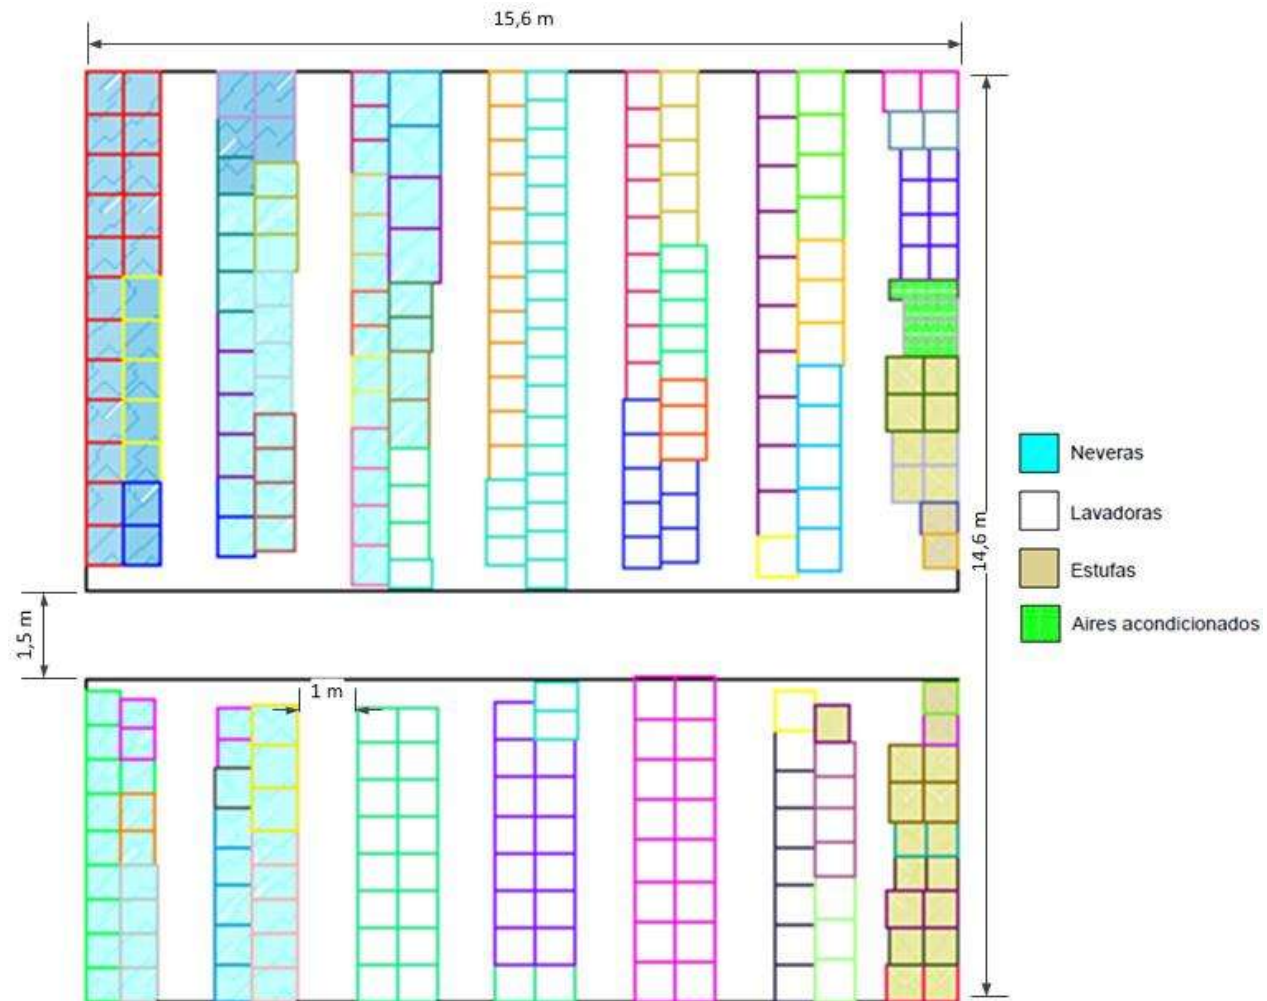 15,6 m
14,6 m
1,5 m
1 m
Neveras
Lavadoras
Estufas
Aires acondicionados